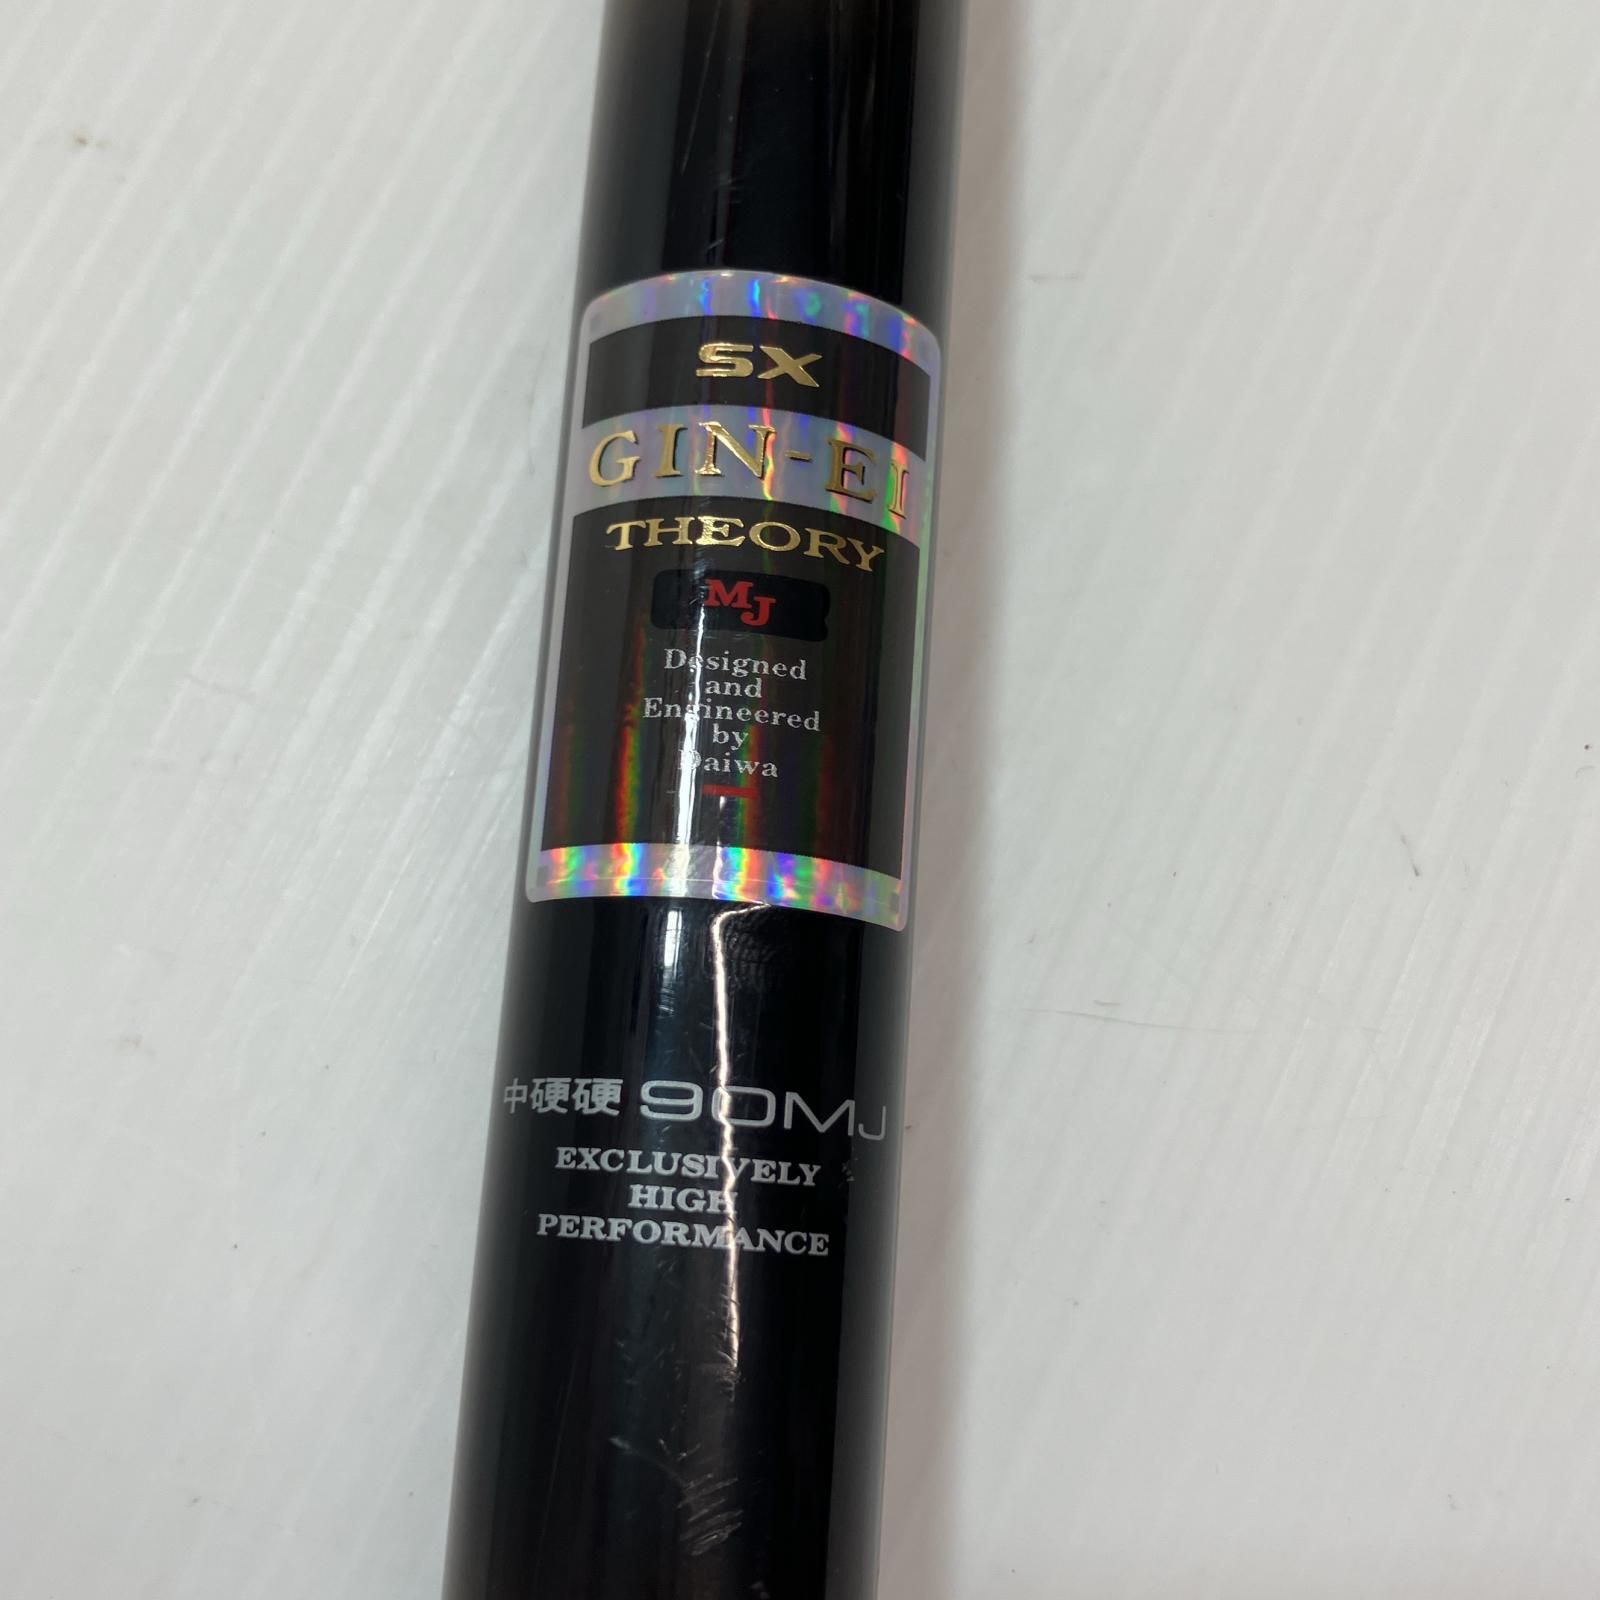 SX
GIN-EI
THEORY
MJ
Designed
and
Engineered
by
Daiwa
中硬硬 90MJ
EXCLUSIVELY
HIGH
PERFORMANCE